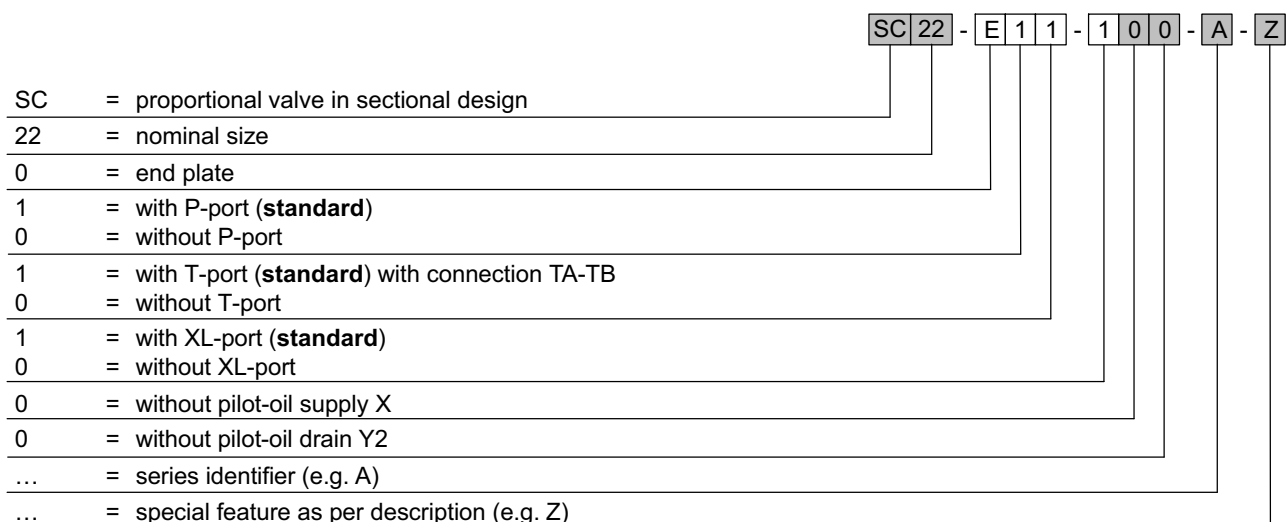 SC 22 - E 1 1 - 1 0 0 - A - Z
SC = proportional valve in sectional design
22 = nominal size
0 = end plate
1 = with P-port (standard)
0 = without P-port
1 = with T-port (standard) with connection TA-TB
0 = without T-port
1 = with XL-port (standard)
0 = without XL-port
0 = without pilot-oil supply X
0 = without pilot-oil drain Y2
… = series identifier (e.g. A)
… = special feature as per description (e.g. Z)